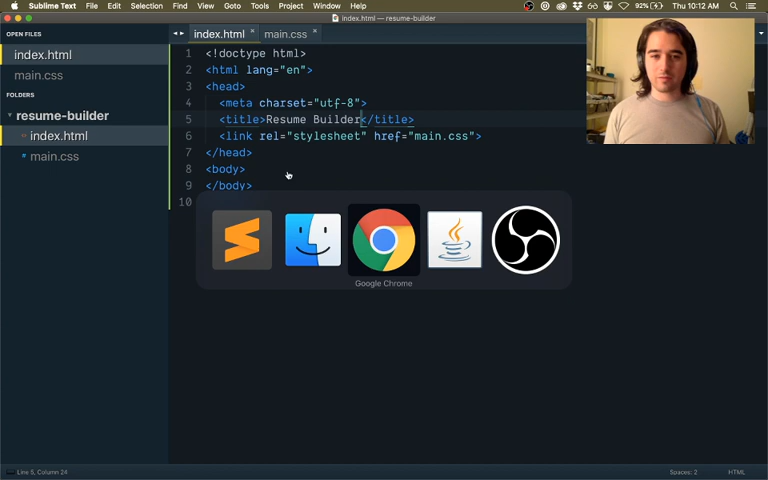 Sublime Text File Edit Selection Find View Goto Tools Project Window Help 92% Thu 10:12 AM
index.html — resume-builder
OPEN FILES
index.html
main.css
FOLDERS
resume-builder
index.html
main.css
index.html main.css
1 <!doctype html>
2 <html lang="en">
3 <head>
4 <meta charset="utf-8">
5 <title>Resume Builder</title>
6 <link rel="stylesheet" href="main.css">
7 </head>
8 <body>
9 </body>
10
Google Chrome
Line 5, Column 24 Spaces: 2 HTML